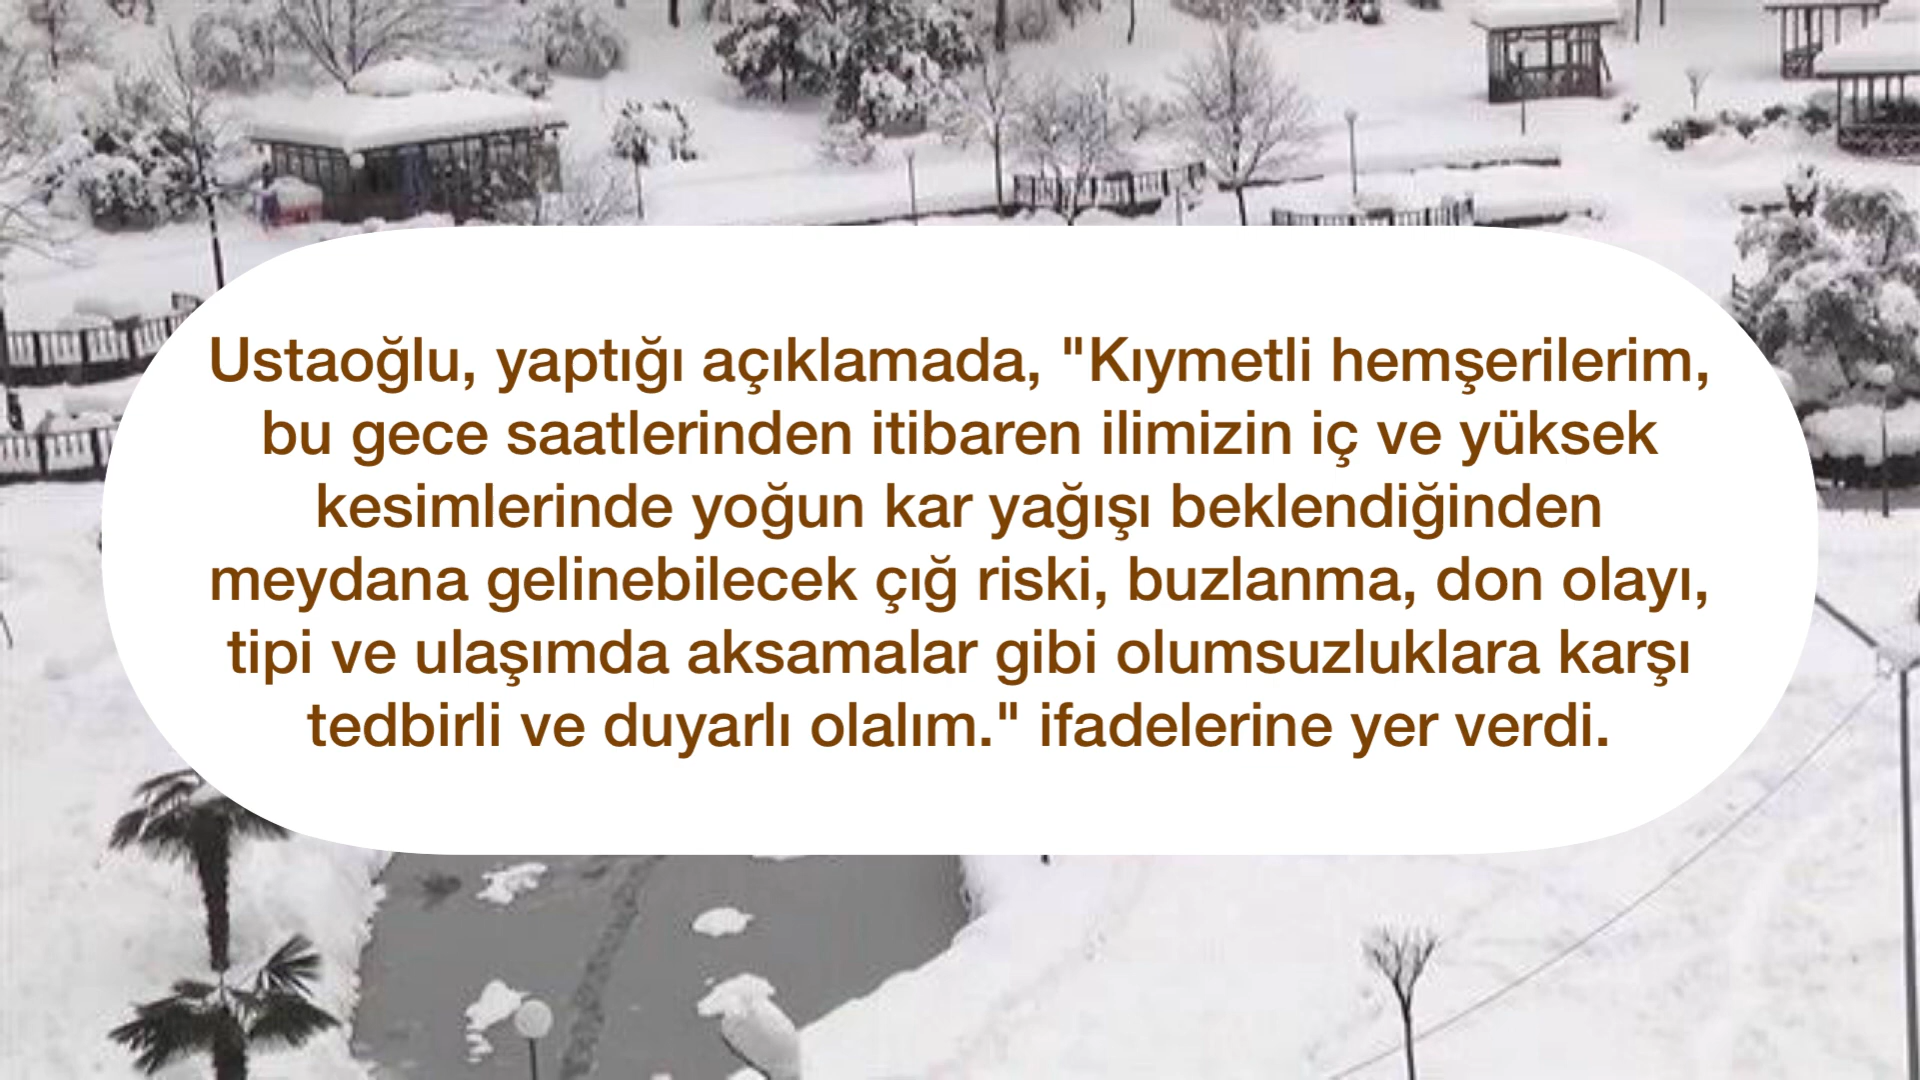 Ustaoğlu, yaptığı açıklamada, "Kıymetli hemşerilerim,
bu gece saatlerinden itibaren ilimizin iç ve yüksek
kesimlerinde yoğun kar yağışı beklendiğinden
meydana gelinebilecek çığ riski, buzlanma, don olayı,
tipi ve ulaşımda aksamalar gibi olumsuzluklara karşı
tedbirli ve duyarlı olalım." ifadelerine yer verdi.